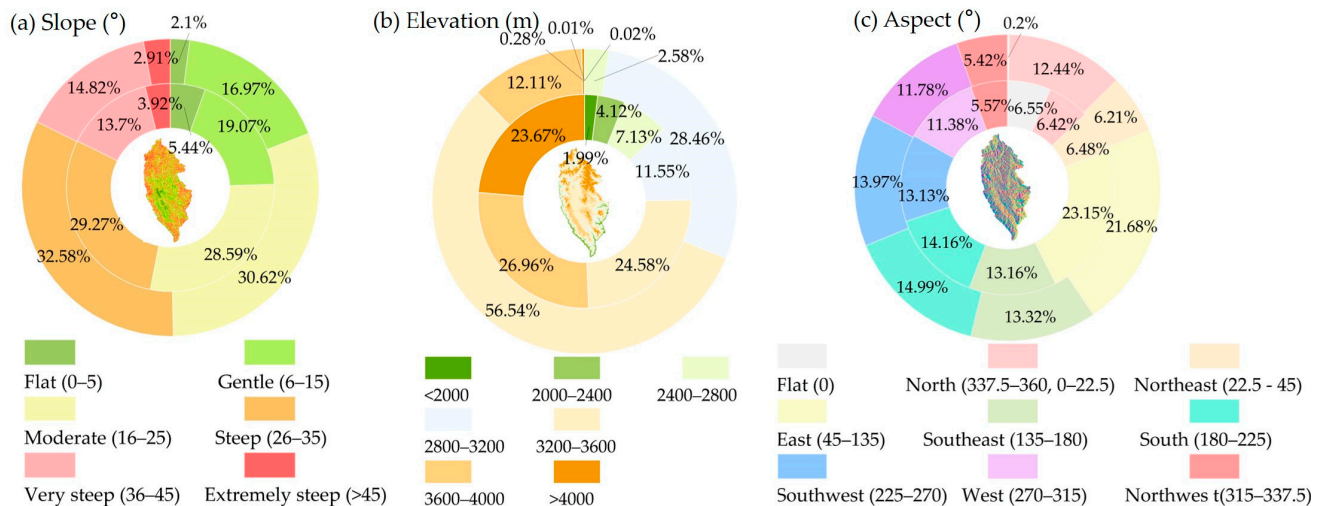 (a) Slope (°)
2.1%
2.91%
16.97%
14.82%
3.92%
19.07%
13.7%
5.44%
29.27%
28.59%
32.58%
30.62%
Flat (0–5)
Gentle (6–15)
Moderate (16–25)
Steep (26–35)
Very steep (36–45)
Extremely steep (>45)
(b) Elevation (m)
0.01%
0.02%
0.28%
2.58%
12.11%
4.12%
7.13%
23.67%
28.46%
1.99%
11.55%
26.96%
24.58%
56.54%
<2000
2000–2400
2400–2800
2800–3200
3200–3600
3600–4000
>4000
(c) Aspect (°)
0.2%
5.42%
12.44%
11.78%
5.57%
6.55%
6.42%
6.21%
11.38%
6.48%
13.97%
13.13%
23.15%
21.68%
14.16%
13.16%
14.99%
13.32%
Flat (0)
North (337.5–360, 0–22.5)
Northeast (22.5 - 45)
East (45–135)
Southeast (135–180)
South (180–225)
Southwest (225–270)
West (270–315)
Northwes t(315–337.5)